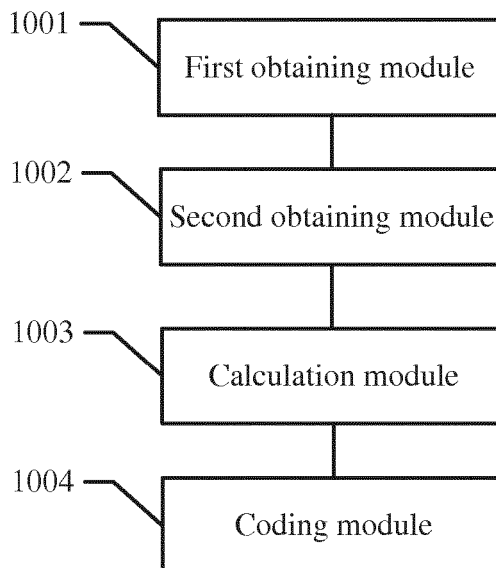 1001
First obtaining module
1002
Second obtaining module
1003
Calculation module
1004
Coding module